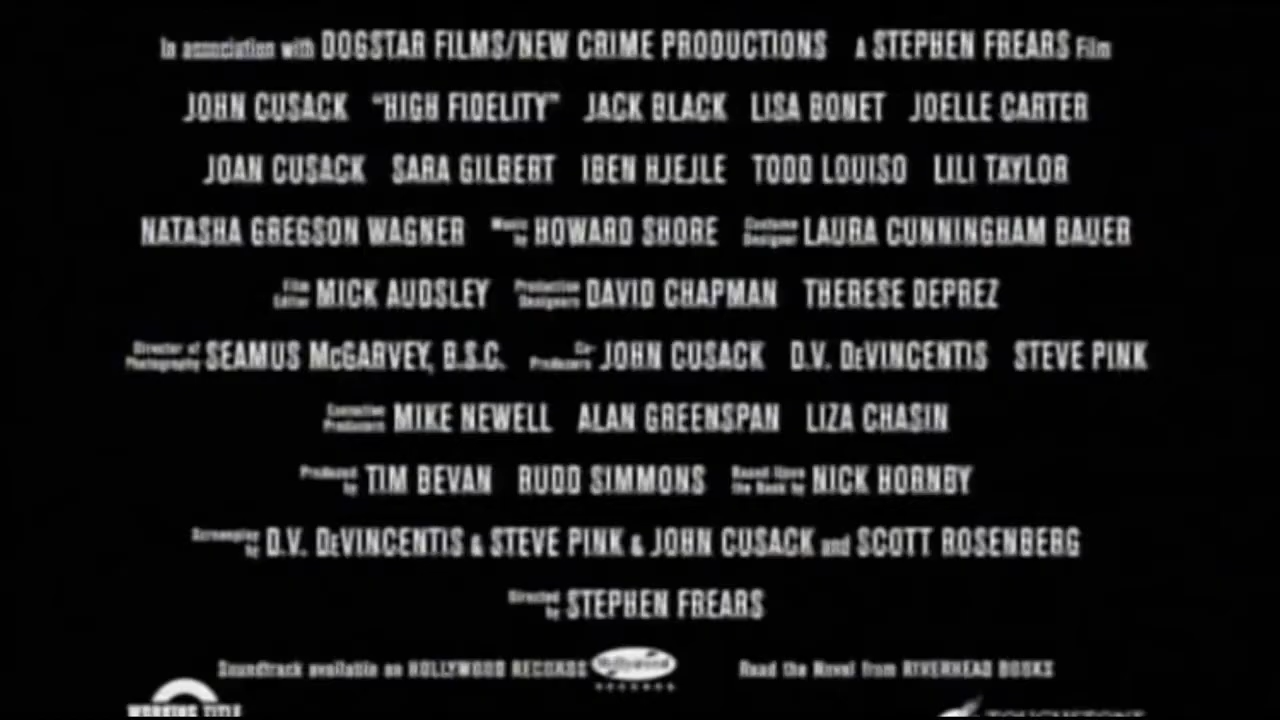 In association with DOGSTAR FILMS/NEW CRIME PRODUCTIONS A STEPHEN FREARS Film
JOHN CUSACK "HIGH FIDELITY" JACK BLACK LISA BONET JOELLE CARTER
JOAN CUSACK SARA GILBERT IBEN HJEJLE TODD LOUISO LILI TAYLOR
NATASHA GREGSON WAGNER Music by HOWARD SHORE Costume Designer LAURA CUNNINGHAM BAUER
Film Editor MICK AUDSLEY Production Designers DAVID CHAPMAN THERESE DEPREZ
Director of Photography SEAMUS McGARVEY, B.S.C. Co-Producers JOHN CUSACK D.V. DeVINCENTIS STEVE PINK
Executive Producers MIKE NEWELL ALAN GREENSPAN LIZA CHASIN
Produced by TIM BEVAN RUDD SIMMONS Based Upon the Book by NICK HORNBY
Screenplay by D.V. DeVINCENTIS & STEVE PINK & JOHN CUSACK and SCOTT ROSENBERG
Directed by STEPHEN FREARS
Soundtrack available on HOLLYWOOD RECORDS Hollywood RECORDS Read the Novel from RIVERHEAD BOOKS
WORKING TITLE TOUCHSTONE